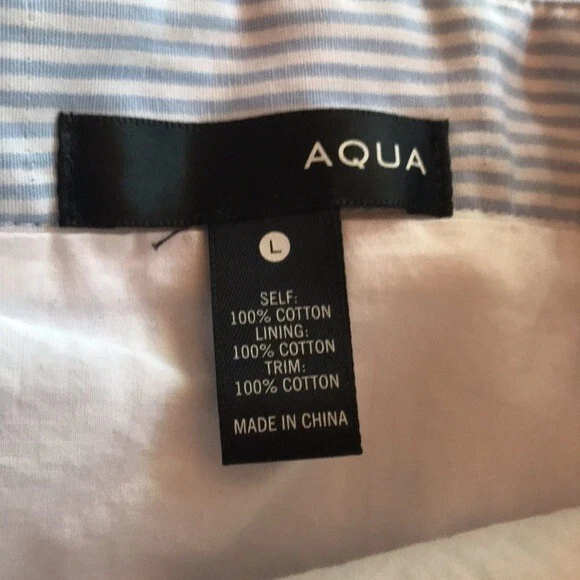 AQUA
L
SELF:
100% COTTON
LINING:
100% COTTON
TRIM:
100% COTTON
MADE IN CHINA